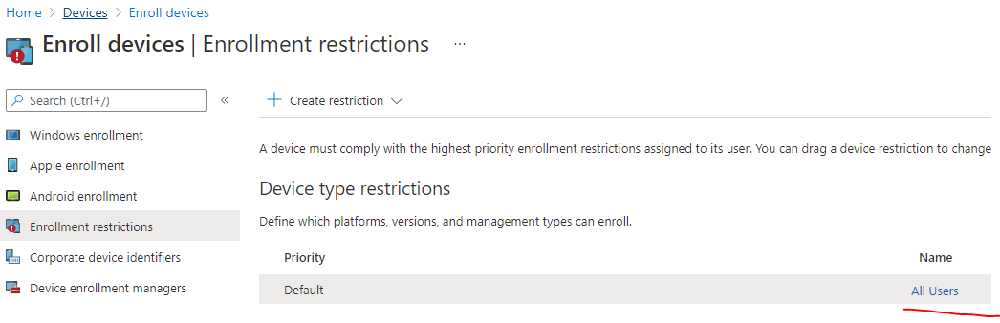 Home > Devices > Enroll devices
Enroll devices | Enrollment restrictions ...
Search (Ctrl+/) «
+ Create restriction
Windows enrollment
Apple enrollment
Android enrollment
Enrollment restrictions
Corporate device identifiers
Device enrollment managers
A device must comply with the highest priority enrollment restrictions assigned to its user. You can drag a device restriction to change
Device type restrictions
Define which platforms, versions, and management types can enroll.
Priority Name
Default All Users